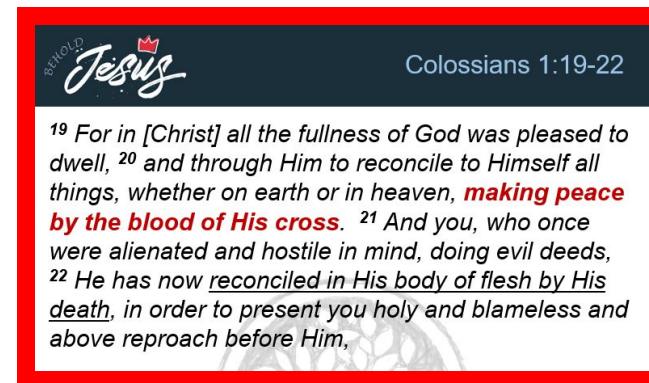 BEHOLD
Jesus
Colossians 1:19-22
19 For in [Christ] all the fullness of God was pleased to
dwell, 20 and through Him to reconcile to Himself all
things, whether on earth or in heaven, making peace
by the blood of His cross. 21 And you, who once
were alienated and hostile in mind, doing evil deeds,
22 He has now reconciled in His body of flesh by His
death, in order to present you holy and blameless and
above reproach before Him,